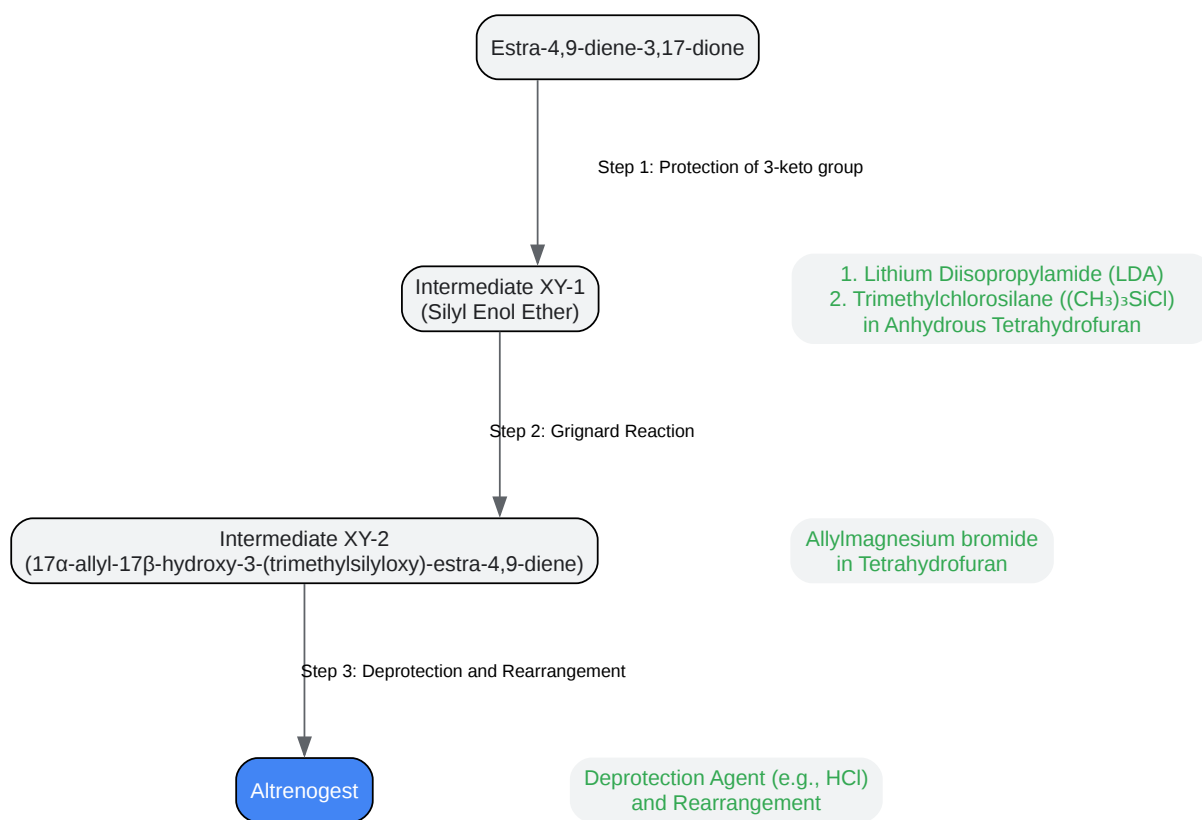 Estra-4,9-diene-3,17-dione
Step 1: Protection of 3-keto group
Intermediate XY-1
(Silyl Enol Ether)
1. Lithium Diisopropylamide (LDA)
2. Trimethylchlorosilane ((CH₃)₃SiCl)
in Anhydrous Tetrahydrofuran
Step 2: Grignard Reaction
Intermediate XY-2
(17α-allyl-17β-hydroxy-3-(trimethylsilyloxy)-estra-4,9-diene)
Allylmagnesium bromide
in Tetrahydrofuran
Step 3: Deprotection and Rearrangement
Altrenogest
Deprotection Agent (e.g., HCl)
and Rearrangement